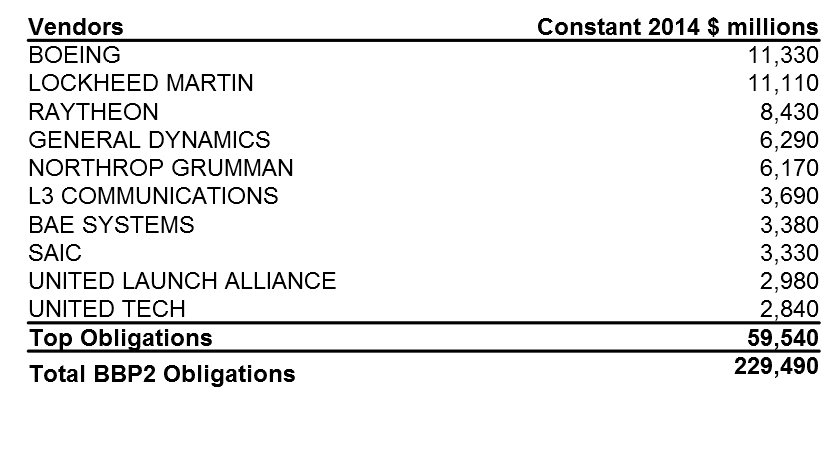 Vendors Constant 2014 $ millions
BOEING 11,330
LOCKHEED MARTIN 11,110
RAYTHEON 8,430
GENERAL DYNAMICS 6,290
NORTHROP GRUMMAN 6,170
L3 COMMUNICATIONS 3,690
BAE SYSTEMS 3,380
SAIC 3,330
UNITED LAUNCH ALLIANCE 2,980
UNITED TECH 2,840
Top Obligations 59,540
Total BBP2 Obligations 229,490